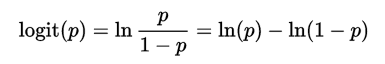 logit(p) = ln p/(1 − p) = ln(p) − ln(1 − p)